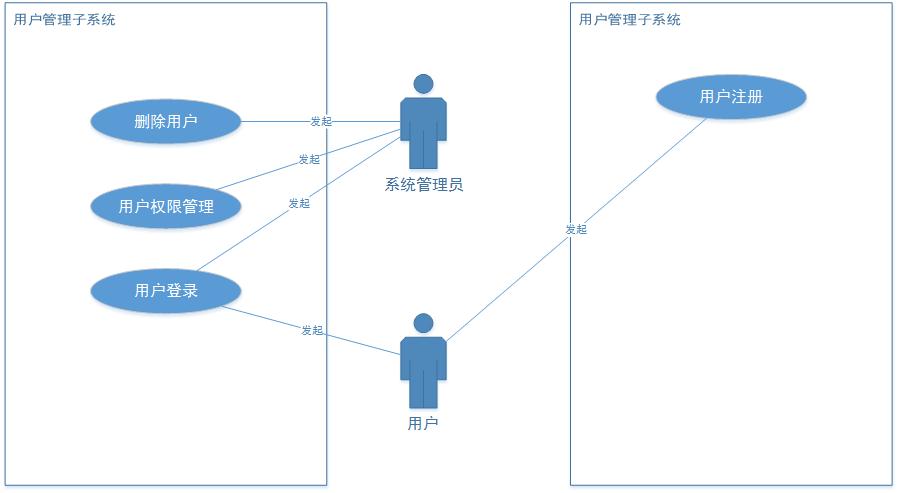 用户管理子系统
用户管理子系统
用户注册
删除用户
发起
发起
系统管理员
用户权限管理
发起
发起
用户登录
发起
用户